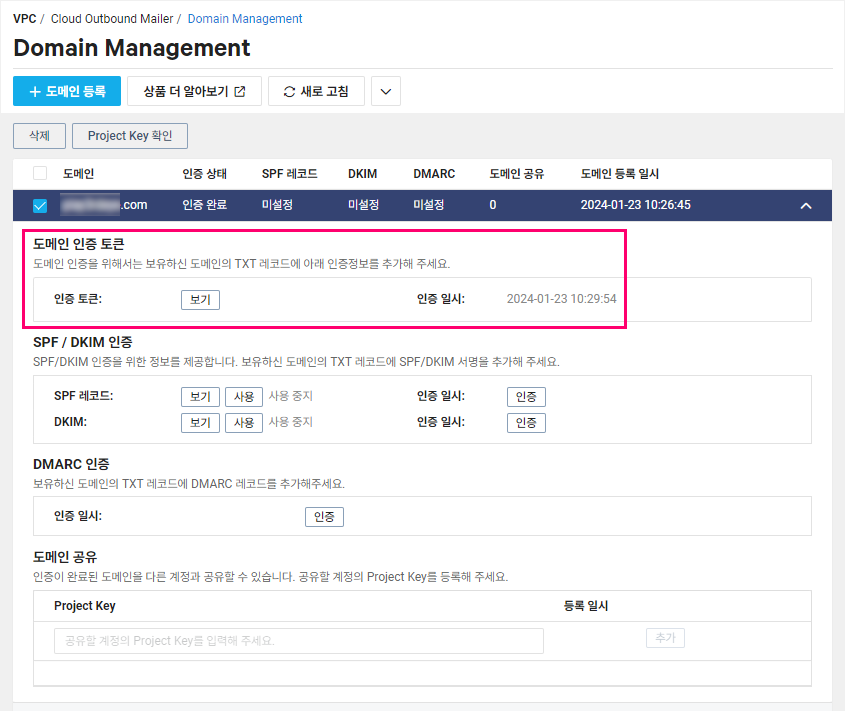 VPC / Cloud Outbound Mailer / Domain Management
Domain Management
+ 도메인 등록 상품 더 알아보기 새로 고침
삭제 Project Key 확인
도메인 인증 상태 SPF 레코드 DKIM DMARC 도메인 공유 도메인 등록 일시
.com 인증 완료 미설정 미설정 미설정 0 2024-01-23 10:26:45
도메인 인증 토큰
도메인 인증을 위해서는 보유하신 도메인의 TXT 레코드에 아래 인증정보를 추가해 주세요.
인증 토큰: 보기 인증 일시: 2024-01-23 10:29:54
SPF / DKIM 인증
SPF/DKIM 인증을 위한 정보를 제공합니다. 보유하신 도메인의 TXT 레코드에 SPF/DKIM 서명을 추가해 주세요.
SPF 레코드: 보기 사용 사용 중지 인증 일시: 인증
DKIM: 보기 사용 사용 중지 인증 일시: 인증
DMARC 인증
보유하신 도메인의 TXT 레코드에 DMARC 레코드를 추가해주세요.
인증 일시: 인증
도메인 공유
인증이 완료된 도메인을 다른 계정과 공유할 수 있습니다. 공유할 계정의 Project Key를 등록해 주세요.
Project Key 등록 일시
공유할 계정의 Project Key를 입력해 주세요. 추가